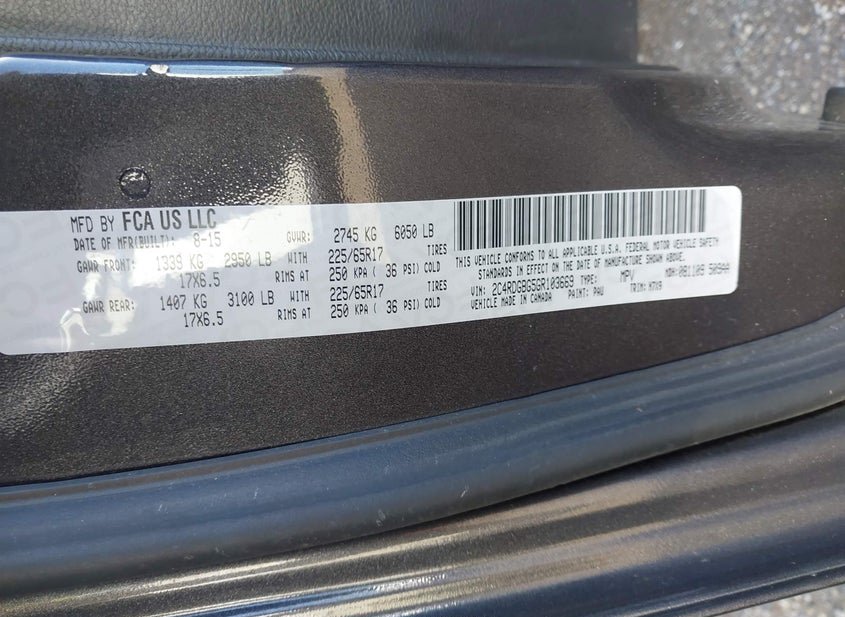 MFD BY FCA US LLC
DATE OF MFR(BUILT): 8-15 GVWR: 2745 KG 6050 LB
GAWR FRONT: 1339 KG 2950 LB WITH 225/65R17 TIRES
17X6.5 RIMS AT 250 KPA ( 36 PSI) COLD
GAWR REAR: 1407 KG 3100 LB WITH 225/65R17 TIRES
17X6.5 RIMS AT 250 KPA ( 36 PSI) COLD
THIS VEHICLE CONFORMS TO ALL APPLICABLE U.S.A. FEDERAL MOTOR VEHICLE SAFETY
STANDARDS IN EFFECT ON THE DATE OF MANUFACTURE SHOWN ABOVE.
VIN: 2C4RDGBG5GR103669 TYPE: MPV MDH: 081109 509AA
VEHICLE MADE IN CANADA PAINT: PAU TRIM: H7X9